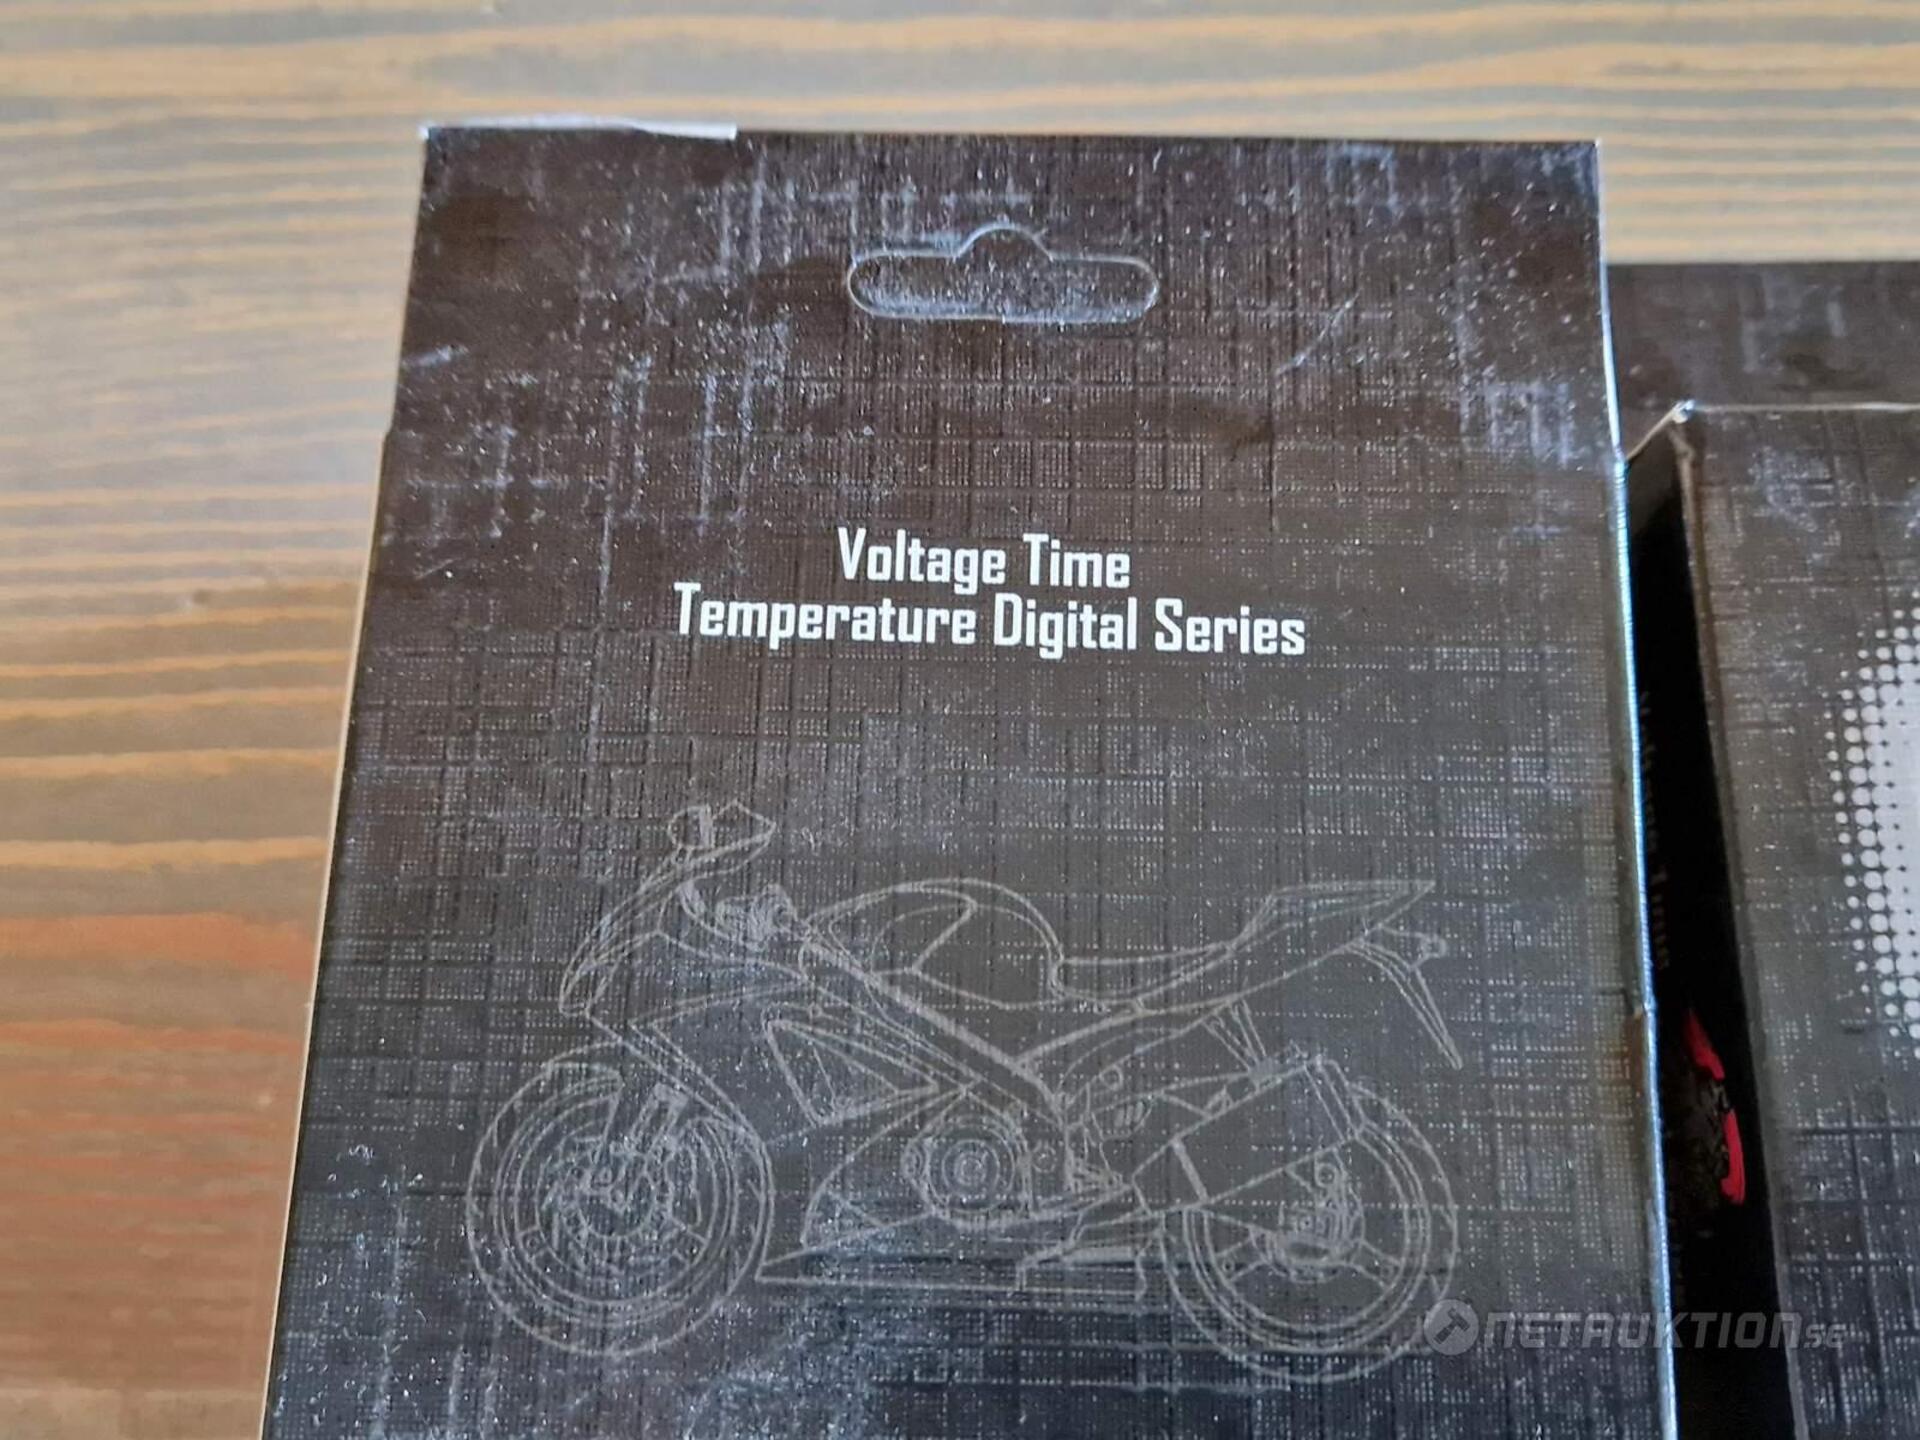 Voltage Time
Temperature Digital Series
NETAUKTION.SE